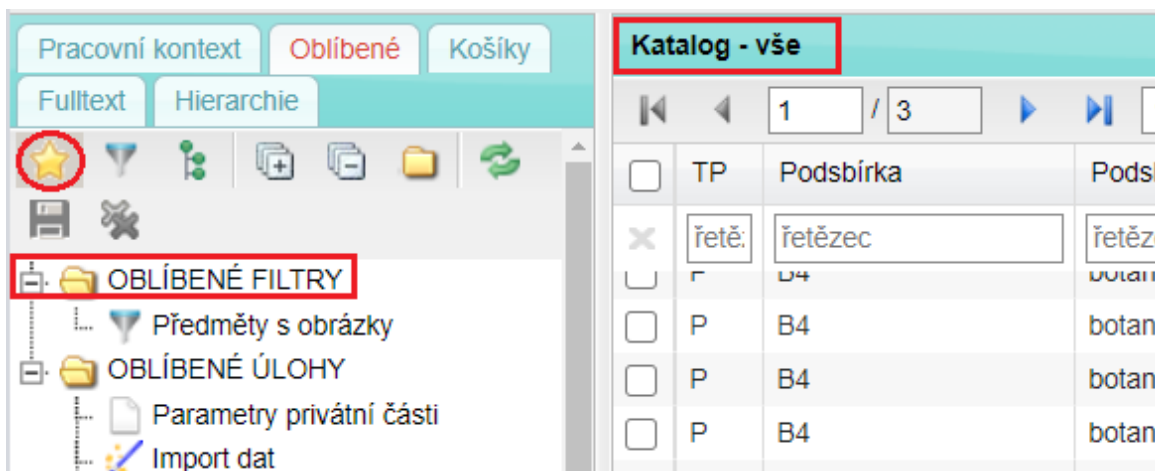 Pracovní kontext Oblíbené Košíky
Fulltext Hierarchie
OBLÍBENÉ FILTRY
Předměty s obrázky
OBLÍBENÉ ÚLOHY
Parametry privátní části
Import dat
Katalog - vše
1 / 3
TP Podsbírka
řetězec
P B4
P B4
P B4
P B4